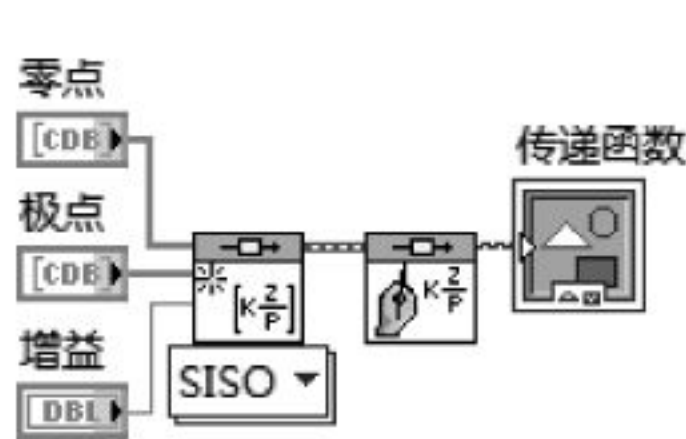 零点
[CDB]
传递函数
极点
[CDB]
[K Z/P]
K Z/P
增益
SISO
DBL